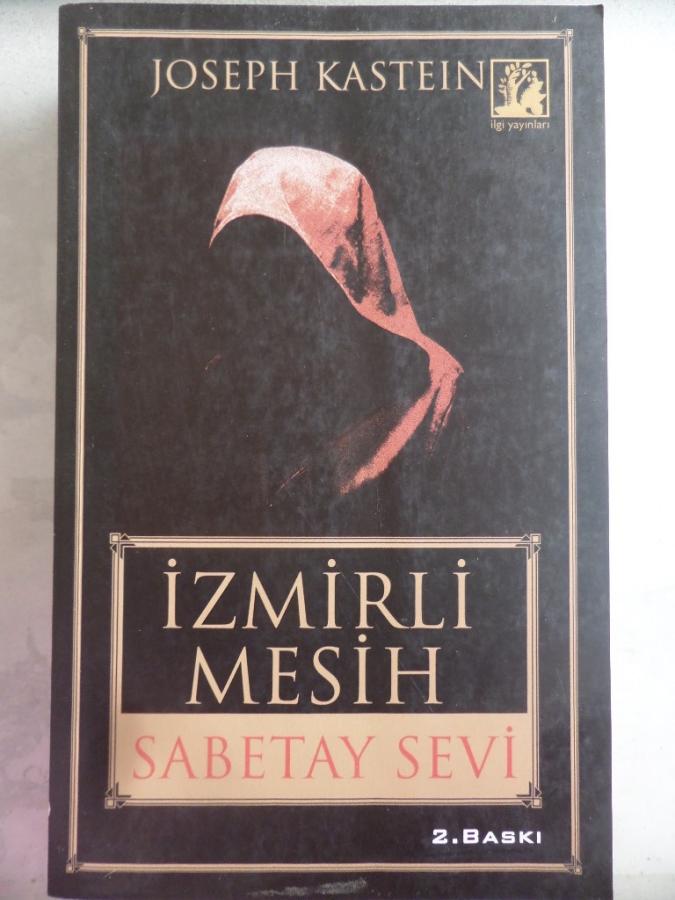 JOSEPH KASTEIN
ilgi yayınları
İZMİRLİ
MESİH
SABETAY SEVİ
2.BASKI